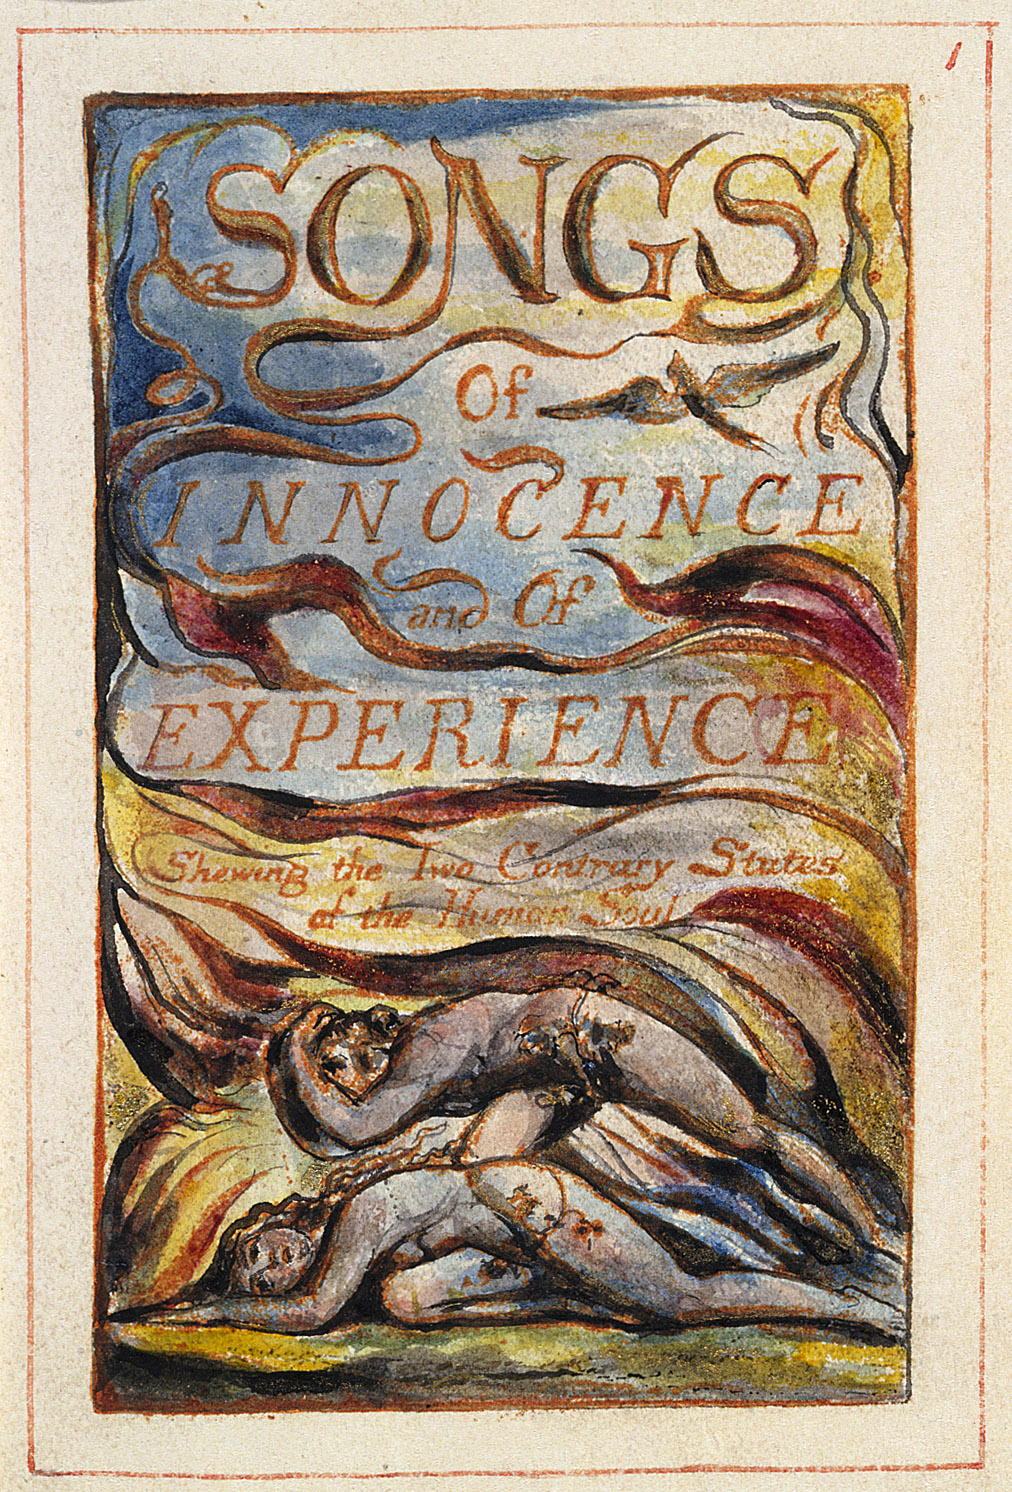 1
SONGS
Of
INNOCENCE
and Of
EXPERIENCE
Shewing the Two Contrary States
of the Human Soul